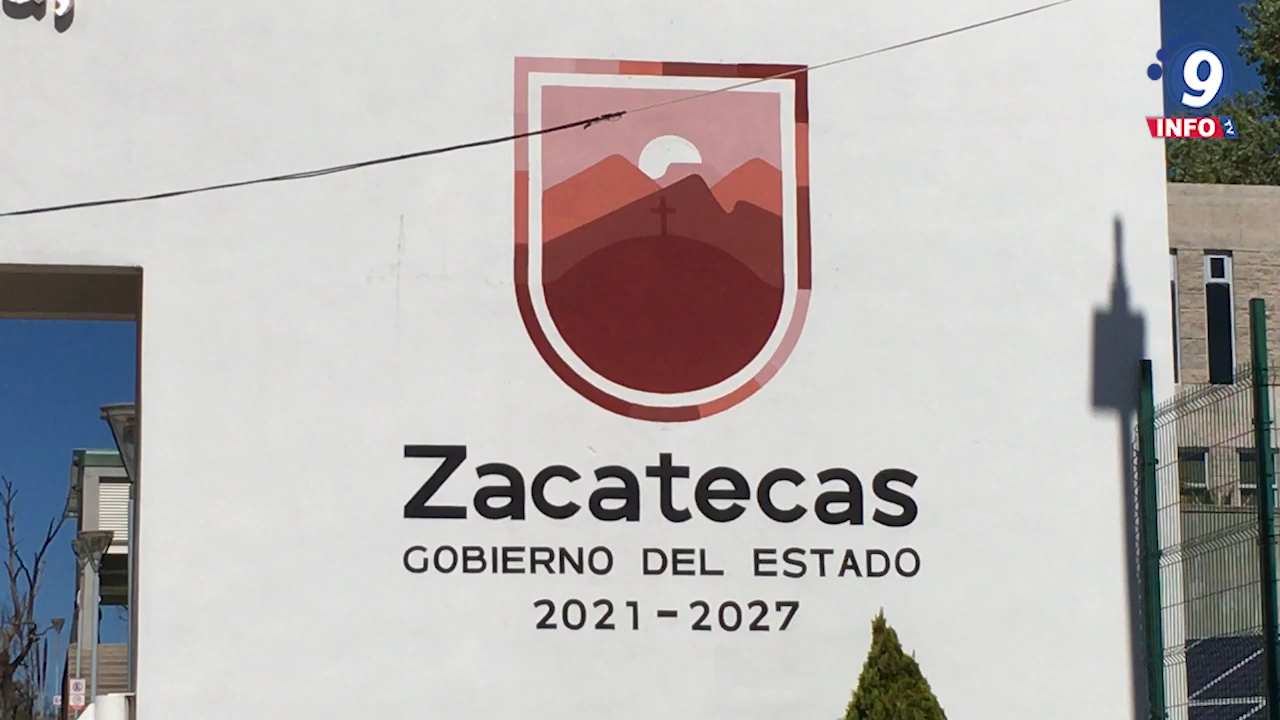 9
INFO
Zacatecas
GOBIERNO DEL ESTADO
2021-2027